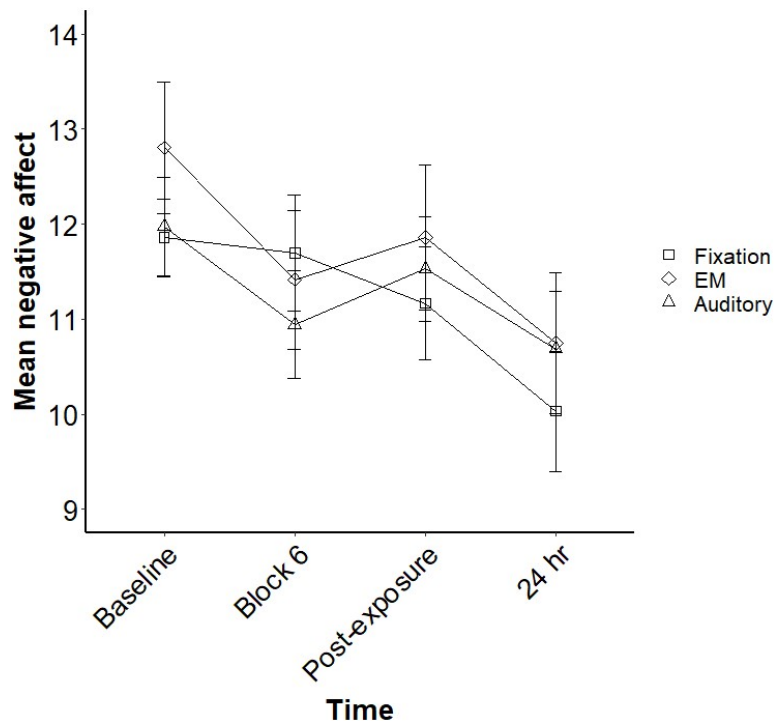 Mean negative affect
14
13
12
11
10
9
Baseline
Block 6
Post-exposure
24 hr
Time
Fixation
EM
Auditory